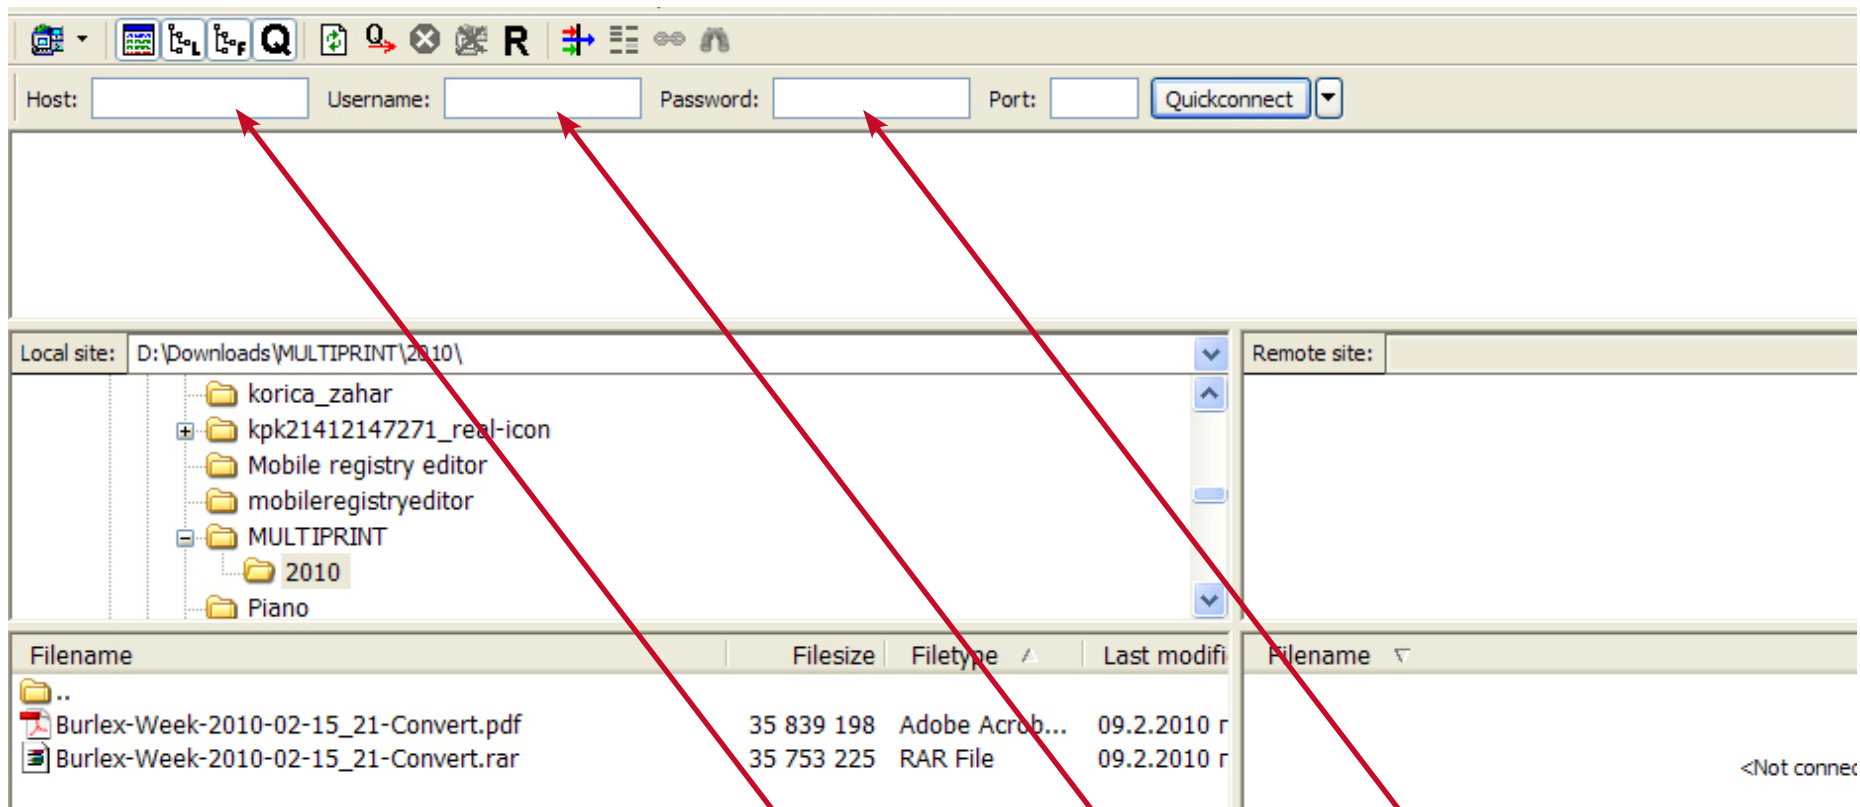 Host: Username: Password: Port: Quickconnect
Local site: D:\Downloads\MULTIPRINT\2010\ Remote site:
korica_zahar
kpk21412147271_real-icon
Mobile registry editor
mobileregistryeditor
MULTIPRINT
2010
Piano
Filename Filesize Filetype Last modifi Filename
..
Burlex-Week-2010-02-15_21-Convert.pdf 35 839 198 Adobe Acrob... 09.2.2010 г
Burlex-Week-2010-02-15_21-Convert.rar 35 753 225 RAR File 09.2.2010 г
<Not connec